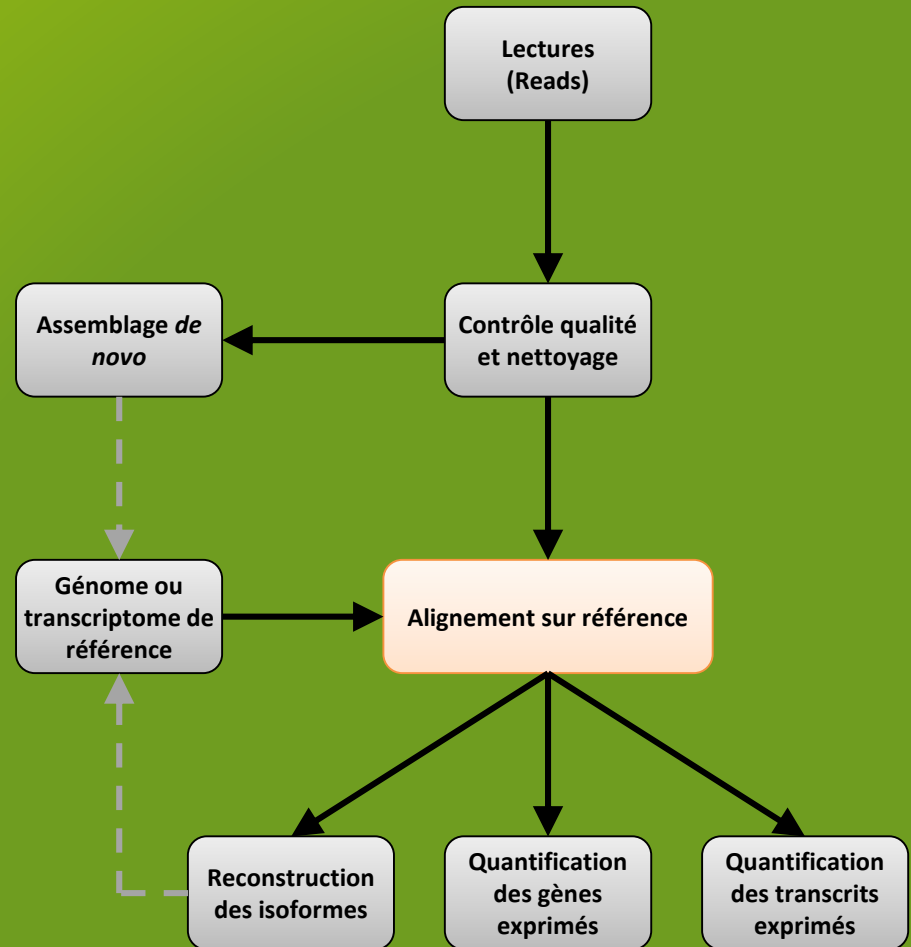 Lectures
(Reads)
Assemblage de
novo
Contrôle qualité
et nettoyage
Génome ou
transcriptome de
référence
Alignement sur référence
Reconstruction
des isoformes
Quantification
des gènes
exprimés
Quantification
des transcrits
exprimés